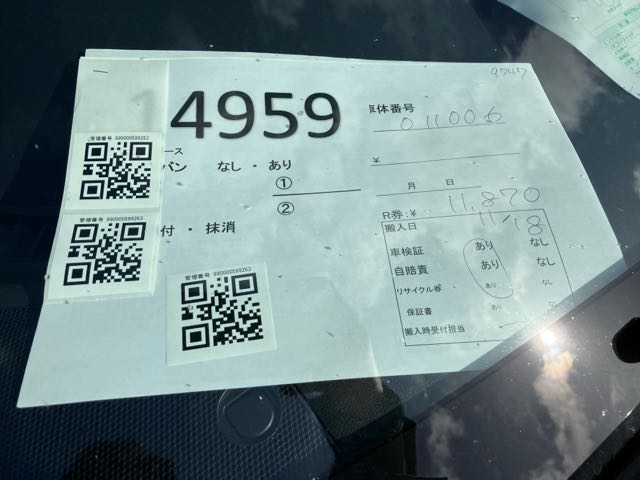 4959
車体番号
011006
ース
バン なし・あり
①
②
¥
月 日
付・抹消
R券:¥ 11,870
搬入日 11/18
車検証 あり なし
自賠責 あり なし
リサイクル券 あり なし
保証書 あり なし
搬入時受付担当
管理番号 990000599263
管理番号 990000599263
管理番号 990000599263